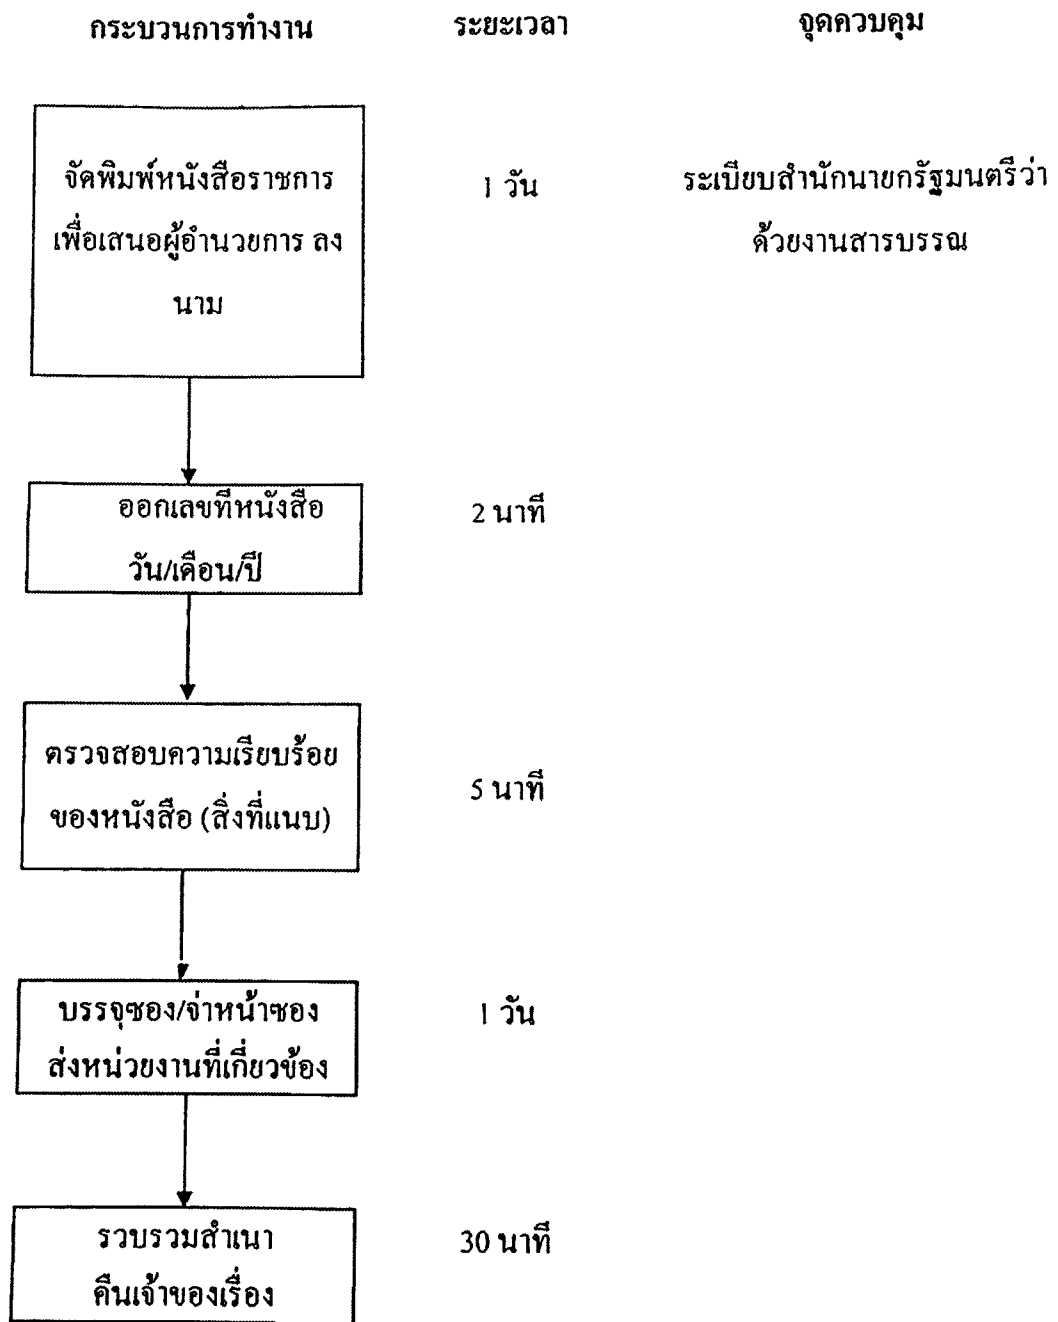 กระบวนการทำงาน ระยะเวลา จุดควบคุม
จัดพิมพ์หนังสือราชการ 1 วัน ระเบียบสำนักนายกรัฐมนตรีว่า
เพื่อเสนอผู้อำนวยการ ลง ด้วยงานสารบรรณ
นาม
ออกเลขที่หนังสือ 2 นาที
วัน/เดือน/ปี
ตรวจสอบความเรียบร้อย
ของหนังสือ (สิ่งที่แนบ) 5 นาที
บรรจุซอง/จ่าหน้าซอง 1 วัน
ส่งหน่วยงานที่เกี่ยวข้อง
รวบรวมสำเนา 30 นาที
คืนเจ้าของเรื่อง